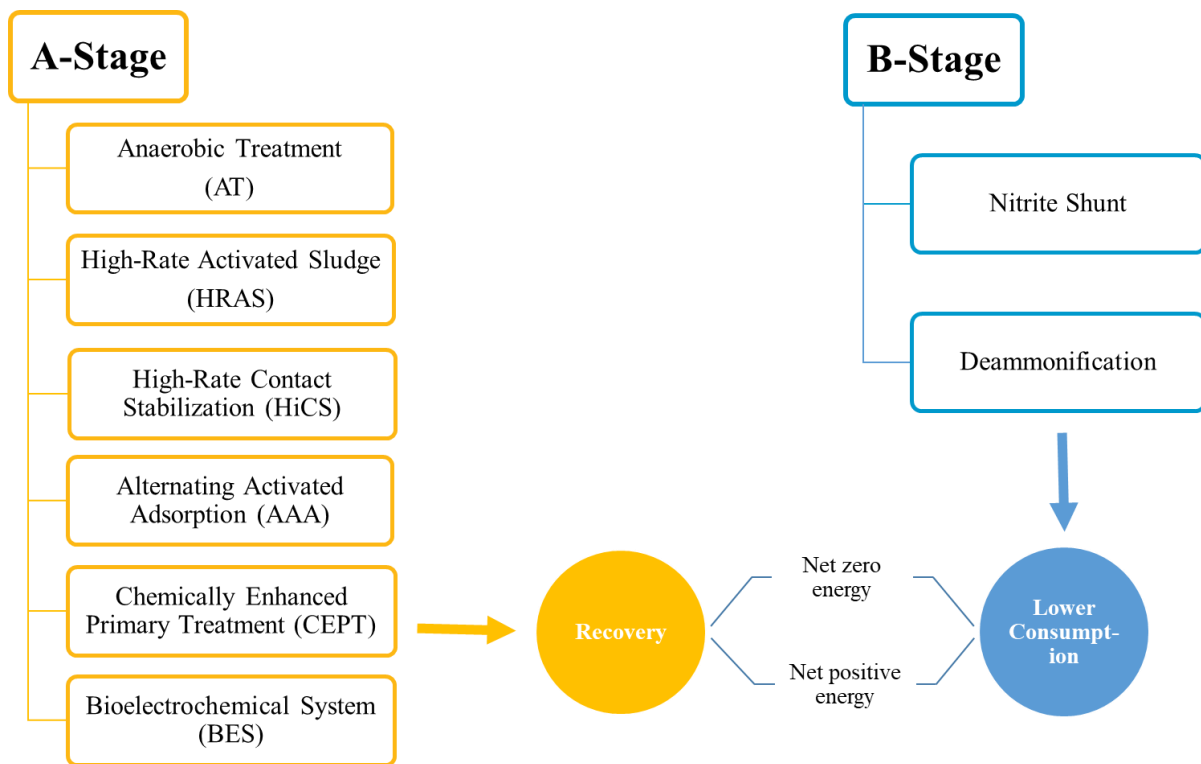 A-Stage
Anaerobic Treatment
(AT)
High-Rate Activated Sludge
(HRAS)
High-Rate Contact
Stabilization (HiCS)
Alternating Activated
Adsorption (AAA)
Chemically Enhanced
Primary Treatment (CEPT)
Bioelectrochemical System
(BES)
B-Stage
Nitrite Shunt
Deammonification
Recovery
Net zero
energy
Net positive
energy
Lower
Consumpt-
ion